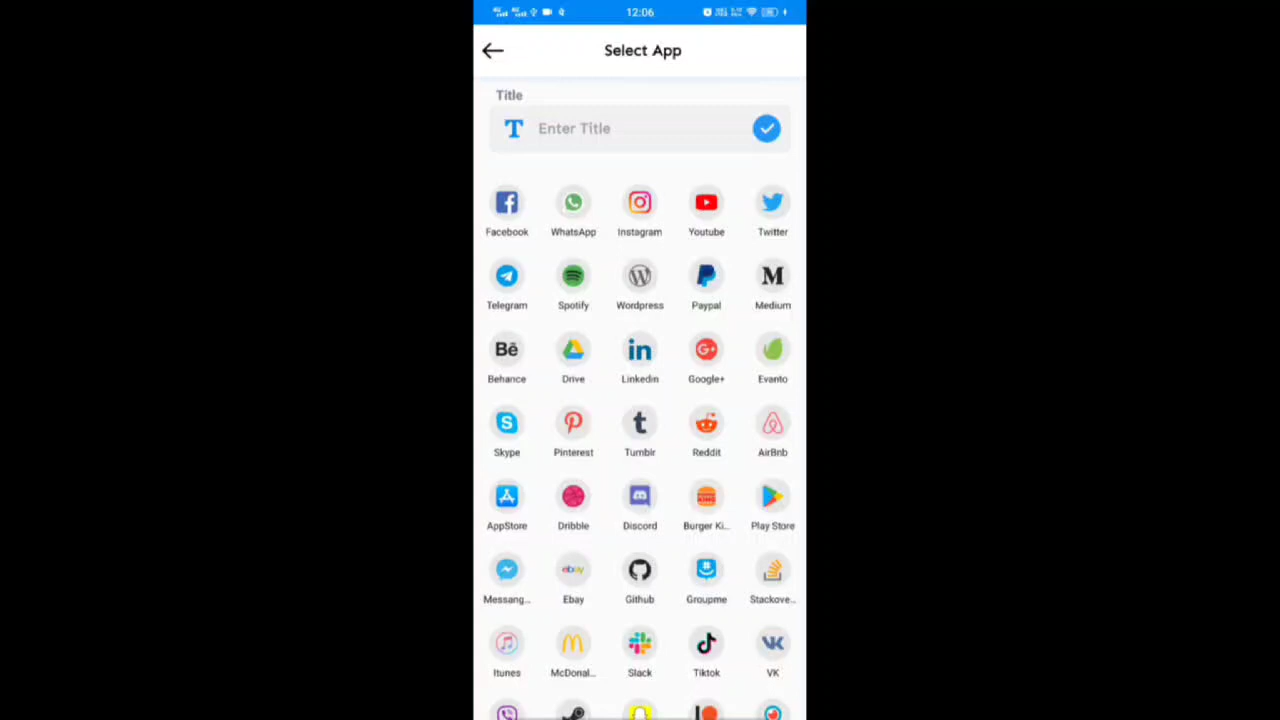 12:06
Select App
Title
T Enter Title
Facebook WhatsApp Instagram Youtube Twitter
Telegram Spotify Wordpress Paypal Medium
Behance Drive Linkedin Google+ Evanto
Skype Pinterest Tumblr Reddit AirBnb
AppStore Dribble Discord Burger Ki... Play Store
Messang... Ebay Github Groupme Stackove...
Itunes McDonal... Slack Tiktok VK